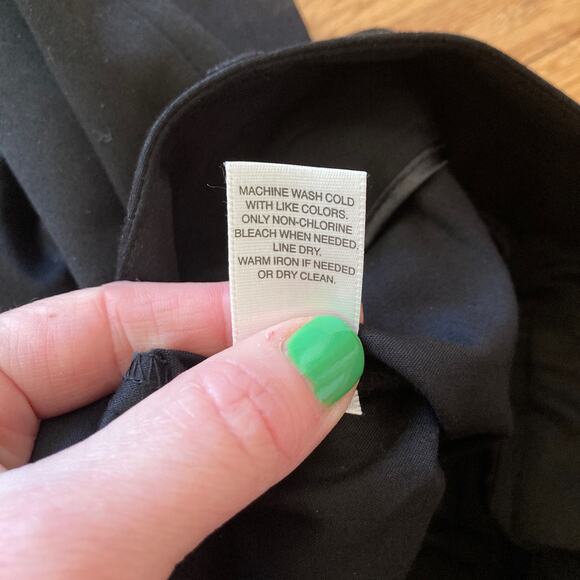 MACHINE WASH COLD
WITH LIKE COLORS.
ONLY NON-CHLORINE
BLEACH WHEN NEEDED.
LINE DRY.
WARM IRON IF NEEDED
OR DRY CLEAN.